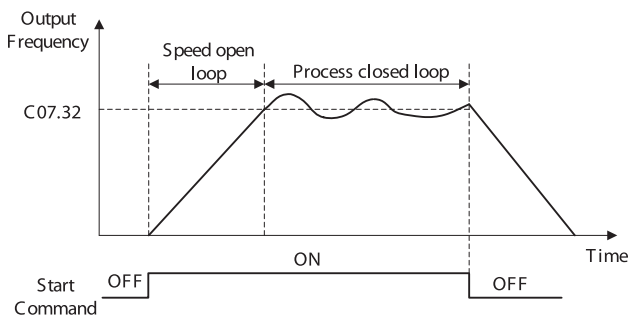 Output
Frequency
Speed open
loop
Process closed loop
C07.32
Time
ON
OFF
OFF
Start
Command